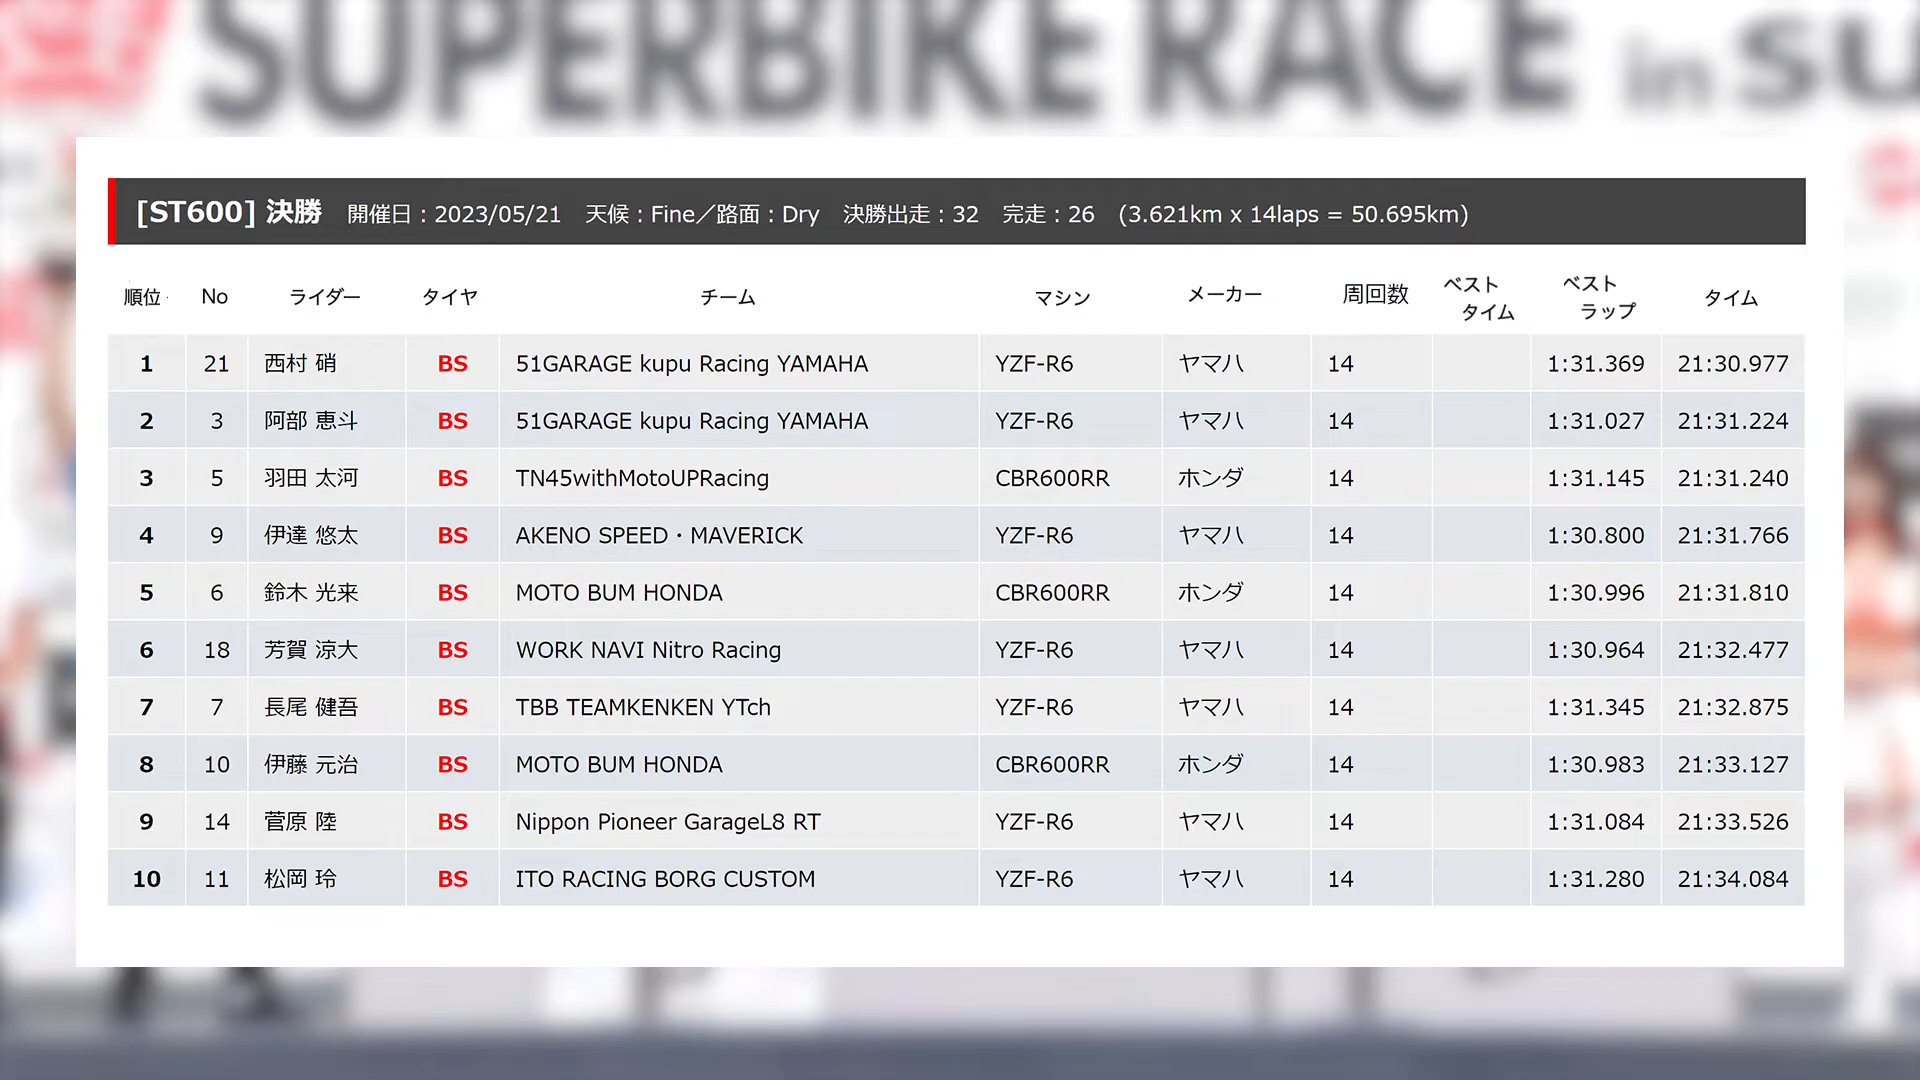 SUPERBIKE RACE in SU
[ST600] 決勝 開催日：2023/05/21 天候：Fine／路面：Dry 決勝出走：32 完走：26 (3.621km x 14laps = 50.695km)
順位 No ライダー タイヤ チーム マシン メーカー 周回数 ベストタイム ベストラップ タイム
1 21 西村 硝 BS 51GARAGE kupu Racing YAMAHA YZF-R6 ヤマハ 14 1:31.369 21:30.977
2 3 阿部 恵斗 BS 51GARAGE kupu Racing YAMAHA YZF-R6 ヤマハ 14 1:31.027 21:31.224
3 5 羽田 太河 BS TN45withMotoUPRacing CBR600RR ホンダ 14 1:31.145 21:31.240
4 9 伊達 悠太 BS AKENO SPEED・MAVERICK YZF-R6 ヤマハ 14 1:30.800 21:31.766
5 6 鈴木 光来 BS MOTO BUM HONDA CBR600RR ホンダ 14 1:30.996 21:31.810
6 18 芳賀 涼大 BS WORK NAVI Nitro Racing YZF-R6 ヤマハ 14 1:30.964 21:32.477
7 7 長尾 健吾 BS TBB TEAMKENKEN YTch YZF-R6 ヤマハ 14 1:31.345 21:32.875
8 10 伊藤 元治 BS MOTO BUM HONDA CBR600RR ホンダ 14 1:30.983 21:33.127
9 14 菅原 陸 BS Nippon Pioneer GarageL8 RT YZF-R6 ヤマハ 14 1:31.084 21:33.526
10 11 松岡 玲 BS ITO RACING BORG CUSTOM YZF-R6 ヤマハ 14 1:31.280 21:34.084